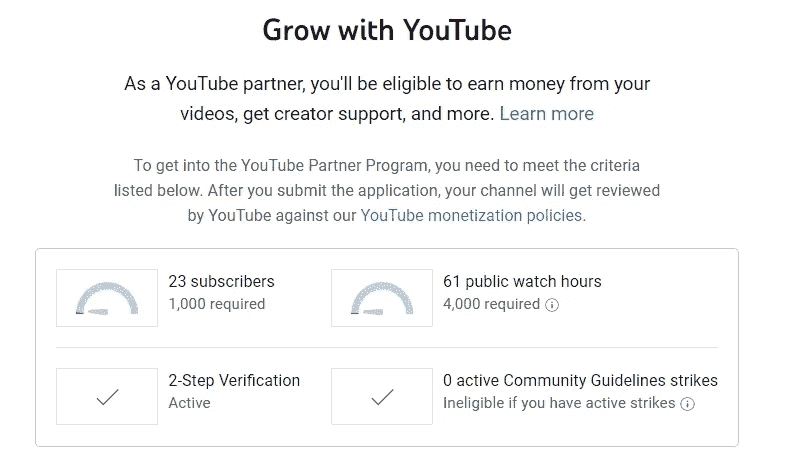 Grow with YouTube
As a YouTube partner, you'll be eligible to earn money from your
videos, get creator support, and more. Learn more
To get into the YouTube Partner Program, you need to meet the criteria
listed below. After you submit the application, your channel will get reviewed
by YouTube against our YouTube monetization policies.
23 subscribers
1,000 required
61 public watch hours
4,000 required
2-Step Verification
Active
0 active Community Guidelines strikes
Ineligible if you have active strikes